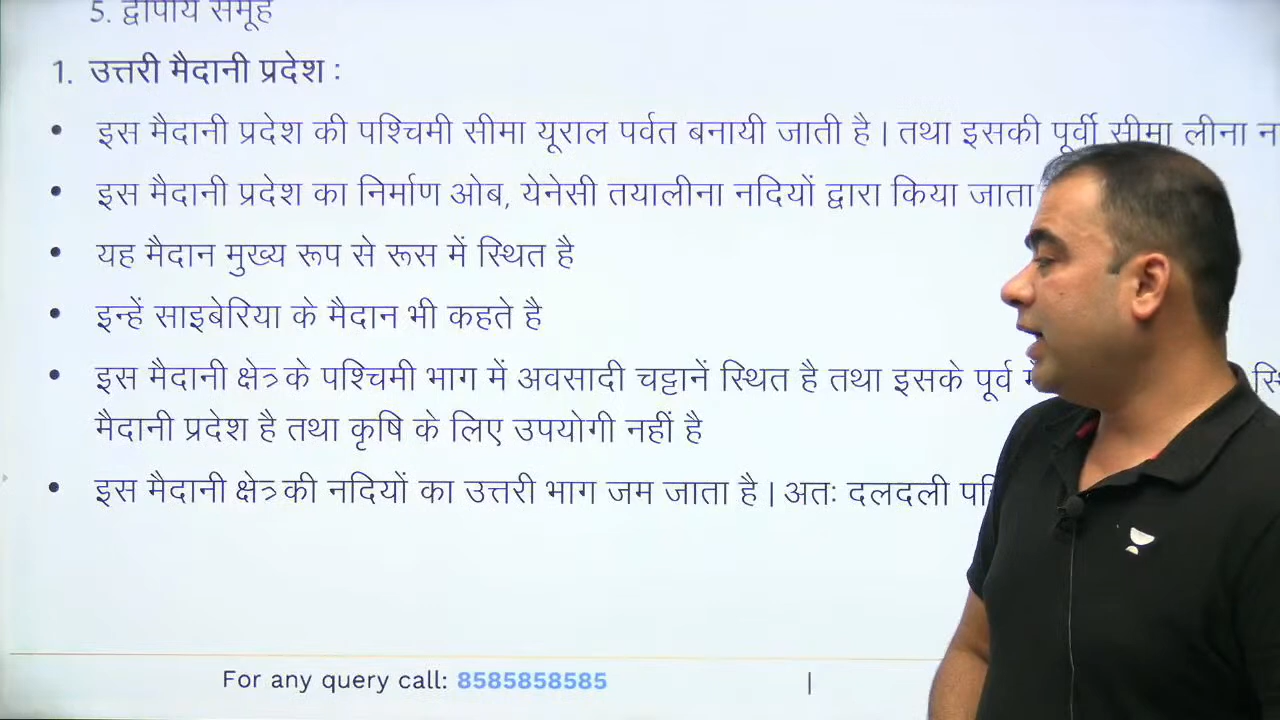 5. द्वीपीय समूह
1. उत्तरी मैदानी प्रदेश :
• इस मैदानी प्रदेश की पश्चिमी सीमा यूराल पर्वत बनायी जाती है। तथा इसकी पूर्वी सीमा लीना
• इस मैदानी प्रदेश का निर्माण ओब, येनेसी तयालीना नदियों द्वारा किया जाता
• यह मैदान मुख्य रूप से रूस में स्थित है
• इन्हें साइबेरिया के मैदान भी कहते है
• इस मैदानी क्षेत्र के पश्चिमी भाग में अवसादी चट्टानें स्थित है तथा इसके पूर्व
मैदानी प्रदेश है तथा कृषि के लिए उपयोगी नहीं है
• इस मैदानी क्षेत्र की नदियों का उत्तरी भाग जम जाता है। अतः दलदली
For any query call: 8585858585 |